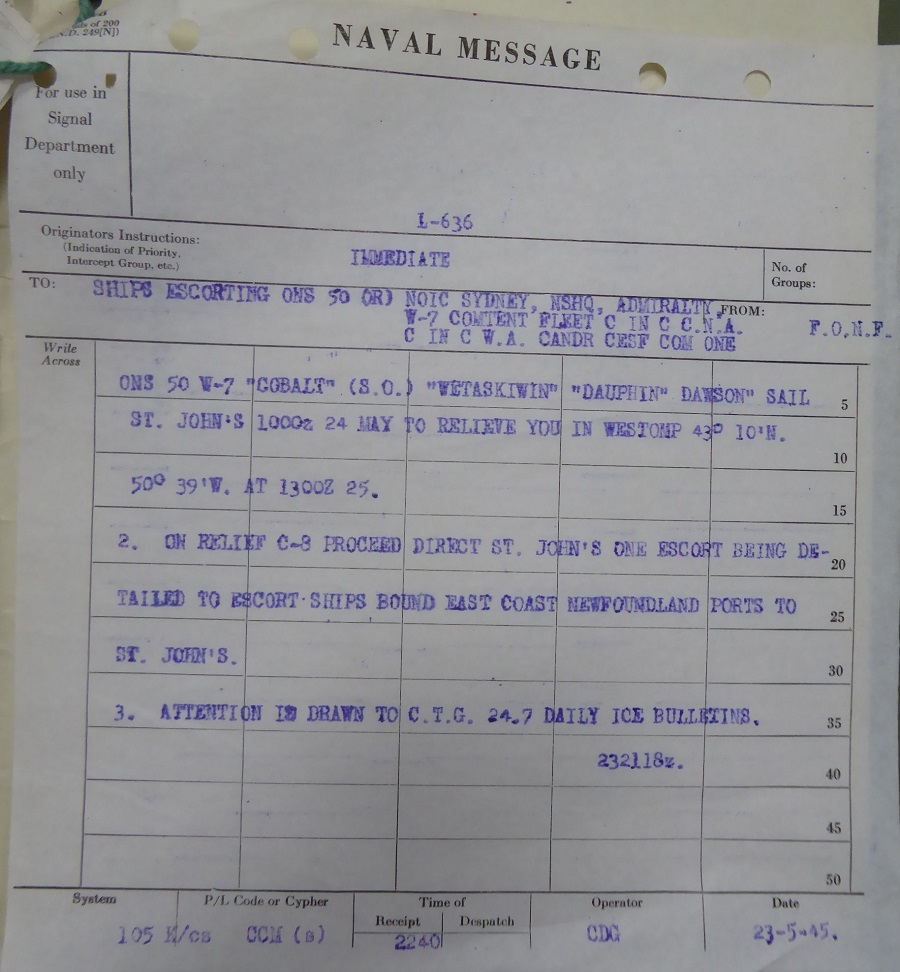 of 200
249[N])
NAVAL MESSAGE
For use in
Signal
Department
only
L-636
Originators Instructions:
(Indication of Priority,
Intercept Group, etc.)
IMMEDIATE
No. of
Groups:
TO:
SHIPS ESCORTING ONS 50 (R) NOIC SYDNEY, NSHQ, ADMIRALTY,
FROM:
W-7 COMTENT FLEET C IN C C.N.A.
F.O.N.F.
C IN C W.A. CANDR CESF COM ONE
Write
Across
ONS 50 W-7 "COBALT" (S.O.) "WETASKIWIN" "DAUPHIN" DAWSON" SAIL
5
ST. JOHN'S 1000z 24 MAY TO RELIEVE YOU IN WESTOMP 43° 10'N.
10
50° 39'W. AT 1300Z 25.
15
2. ON RELIEF C-8 PROCEED DIRECT ST. JOHN'S ONE ESCORT BEING DE-
20
TAILED TO ESCORT SHIPS BOUND EAST COAST NEWFOUNDLAND PORTS TO
25
ST. JOHN'S.
30
3. ATTENTION IS DRAWN TO C.T.G. 24.7 DAILY ICE BULLETINS.
35
232118z.
40
45
50
System
P/L Code or Cypher
Time of
Operator
Date
Receipt
Despatch
105 K/cs
CCM (s)
2240
CDG
23-5-45.